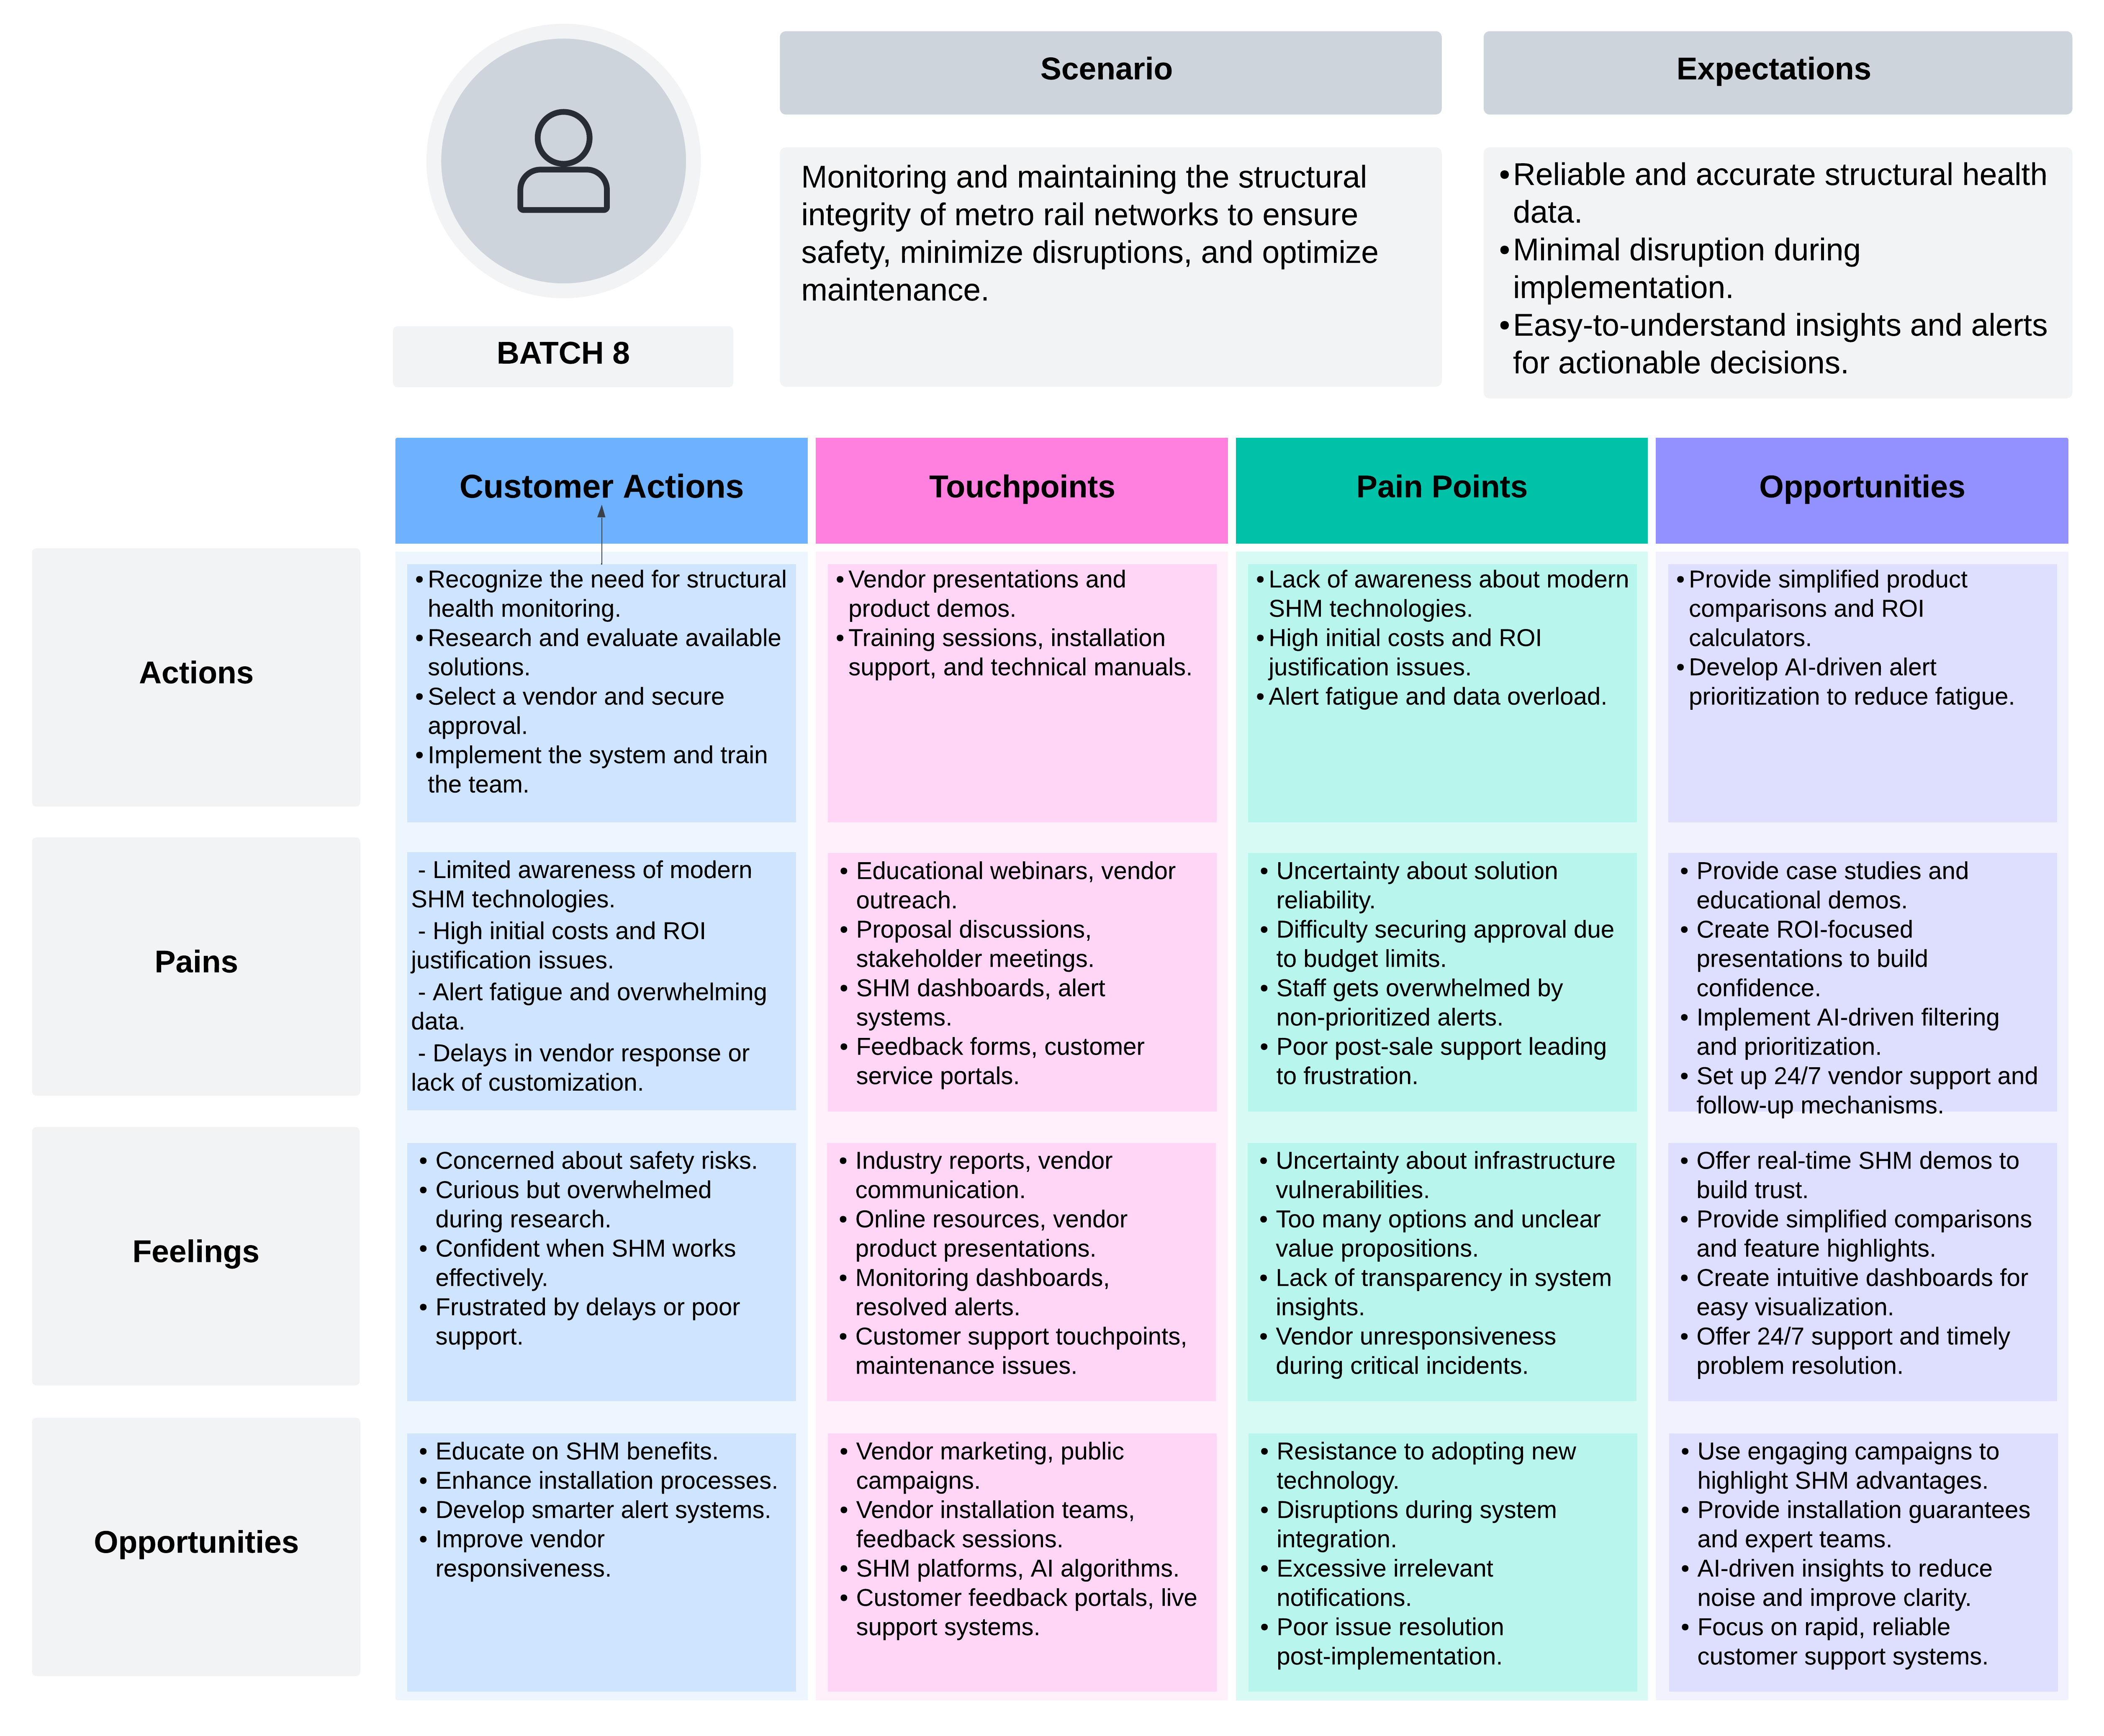 Scenario
Expectations
Monitoring and maintaining the structural
integrity of metro rail networks to ensure
safety, minimize disruptions, and optimize
maintenance.
•Reliable and accurate structural health
data.
•Minimal disruption during
implementation.
•Easy-to-understand insights and alerts
for actionable decisions.
BATCH 8
Customer Actions
Touchpoints
Pain Points
Opportunities
Actions
•Recognize the need for structural
health monitoring.
•Research and evaluate available
solutions.
•Select a vendor and secure
approval.
•Implement the system and train
the team.
•Vendor presentations and
product demos.
•Training sessions, installation
support, and technical manuals.
•Lack of awareness about modern
SHM technologies.
•High initial costs and ROI
justification issues.
•Alert fatigue and data overload.
•Provide simplified product
comparisons and ROI
calculators.
•Develop AI-driven alert
prioritization to reduce fatigue.
Pains
- Limited awareness of modern
SHM technologies.
- High initial costs and ROI
justification issues.
- Alert fatigue and overwhelming
data.
- Delays in vendor response or
lack of customization.
• Educational webinars, vendor
outreach.
• Proposal discussions,
stakeholder meetings.
• SHM dashboards, alert
systems.
• Feedback forms, customer
service portals.
• Uncertainty about solution
reliability.
• Difficulty securing approval due
to budget limits.
• Staff gets overwhelmed by
non-prioritized alerts.
• Poor post-sale support leading
to frustration.
• Provide case studies and
educational demos.
• Create ROI-focused
presentations to build
confidence.
• Implement AI-driven filtering
and prioritization.
• Set up 24/7 vendor support and
follow-up mechanisms.
Feelings
• Concerned about safety risks.
• Curious but overwhelmed
during research.
• Confident when SHM works
effectively.
• Frustrated by delays or poor
support.
• Industry reports, vendor
communication.
• Online resources, vendor
product presentations.
• Monitoring dashboards,
resolved alerts.
• Customer support touchpoints,
maintenance issues.
• Uncertainty about infrastructure
vulnerabilities.
• Too many options and unclear
value propositions.
• Lack of transparency in system
insights.
• Vendor unresponsiveness
during critical incidents.
• Offer real-time SHM demos to
build trust.
• Provide simplified comparisons
and feature highlights.
• Create intuitive dashboards for
easy visualization.
• Offer 24/7 support and timely
problem resolution.
Opportunities
• Educate on SHM benefits.
• Enhance installation processes.
• Develop smarter alert systems.
• Improve vendor
responsiveness.
• Vendor marketing, public
campaigns.
• Vendor installation teams,
feedback sessions.
• SHM platforms, AI algorithms.
• Customer feedback portals, live
support systems.
• Resistance to adopting new
technology.
• Disruptions during system
integration.
• Excessive irrelevant
notifications.
• Poor issue resolution
post-implementation.
• Use engaging campaigns to
highlight SHM advantages.
• Provide installation guarantees
and expert teams.
• AI-driven insights to reduce
noise and improve clarity.
• Focus on rapid, reliable
customer support systems.